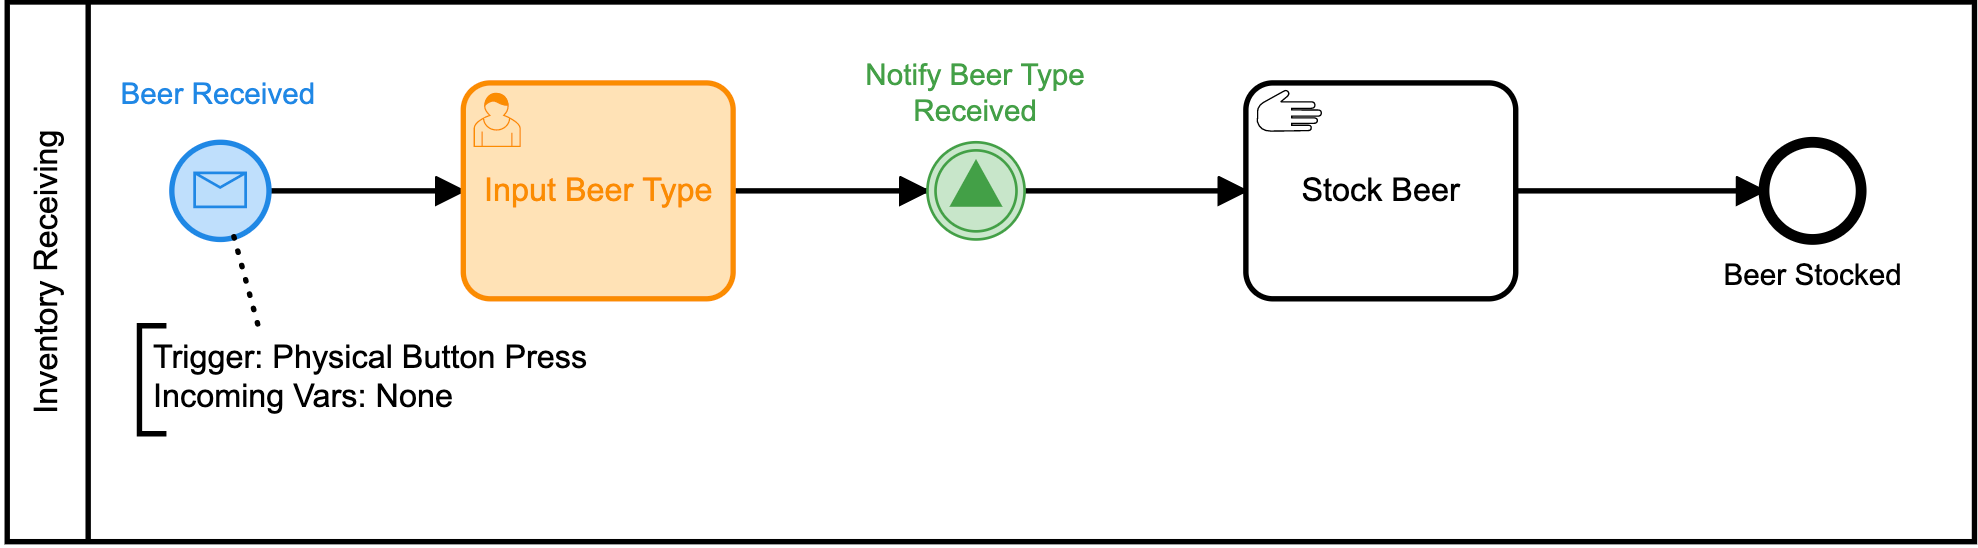 Inventory Receiving
Beer Received
Input Beer Type
Notify Beer Type
Received
Stock Beer
Beer Stocked
Trigger: Physical Button Press
Incoming Vars: None